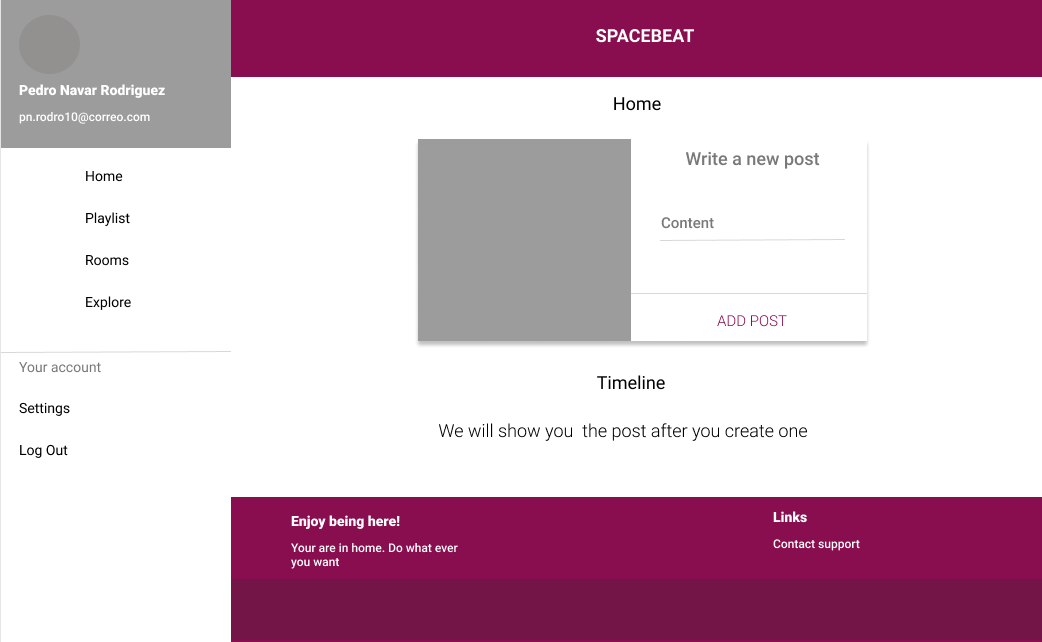 Pedro Navar Rodriguez
pn.rodro10@correo.com
Home
Playlist
Rooms
Explore
Your account
Settings
Log Out
SPACEBEAT
Home
Write a new post
Content
ADD POST
Timeline
We will show you  the post after you create one
Enjoy being here!
Your are in home. Do what ever
you want
Links
Contact support